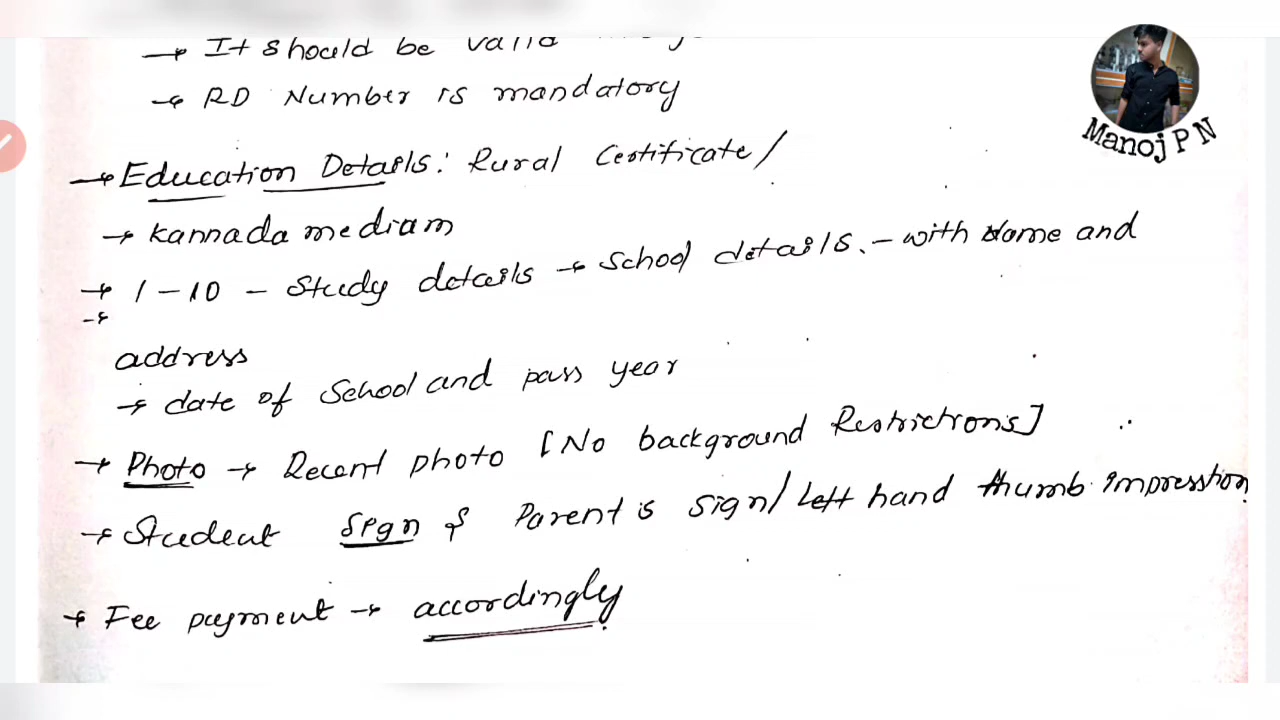 → It should be valid
→ RD Number is mandatory
Manoj P N
→ Education Details: Rural Certificate/
→ kannada medium
→ 1-10 - Study details → School details. - with Name and
→
address
→ date of School and pass year
→ Photo → Recent photo [No background Restrictions]
→ Student Sign & Parent is sign/Left hand thumb impression
→ Fee payment → accordingly